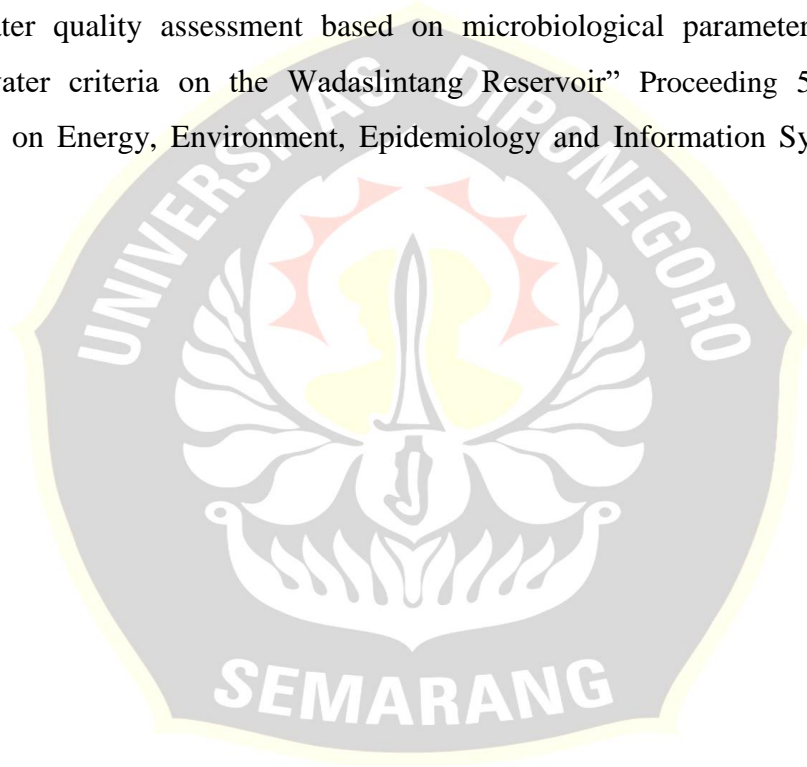 ater quality assessment based on microbiological parameter
vater criteria on the Wadaslintang Reservoir” Proceeding 5
on Energy, Environment, Epidemiology and Information Sy
UNIVERSITAS DIPONEGORO
SEMARANG